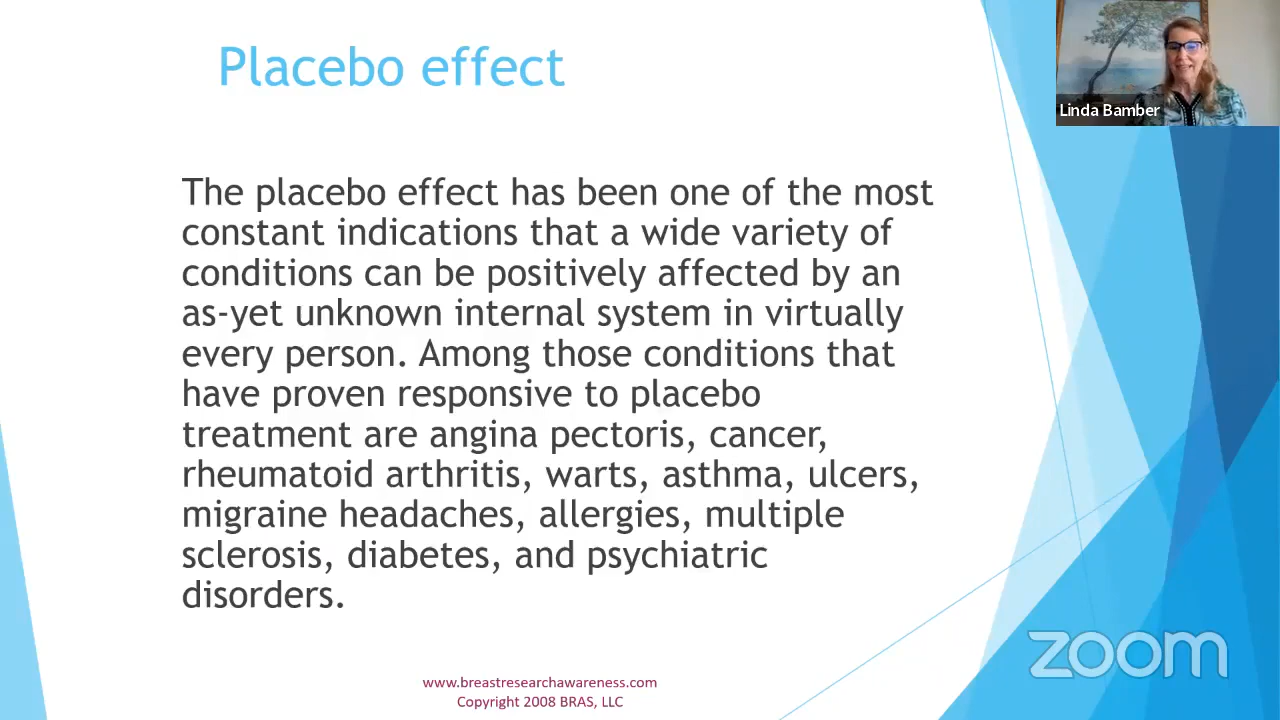 Placebo effect
Linda Bamber
The placebo effect has been one of the most
constant indications that a wide variety of
conditions can be positively affected by an
as-yet unknown internal system in virtually
every person. Among those conditions that
have proven responsive to placebo
treatment are angina pectoris, cancer,
rheumatoid arthritis, warts, asthma, ulcers,
migraine headaches, allergies, multiple
sclerosis, diabetes, and psychiatric
disorders.
zoom
www.breastresearchawareness.com
Copyright 2008 BRAS, LLC